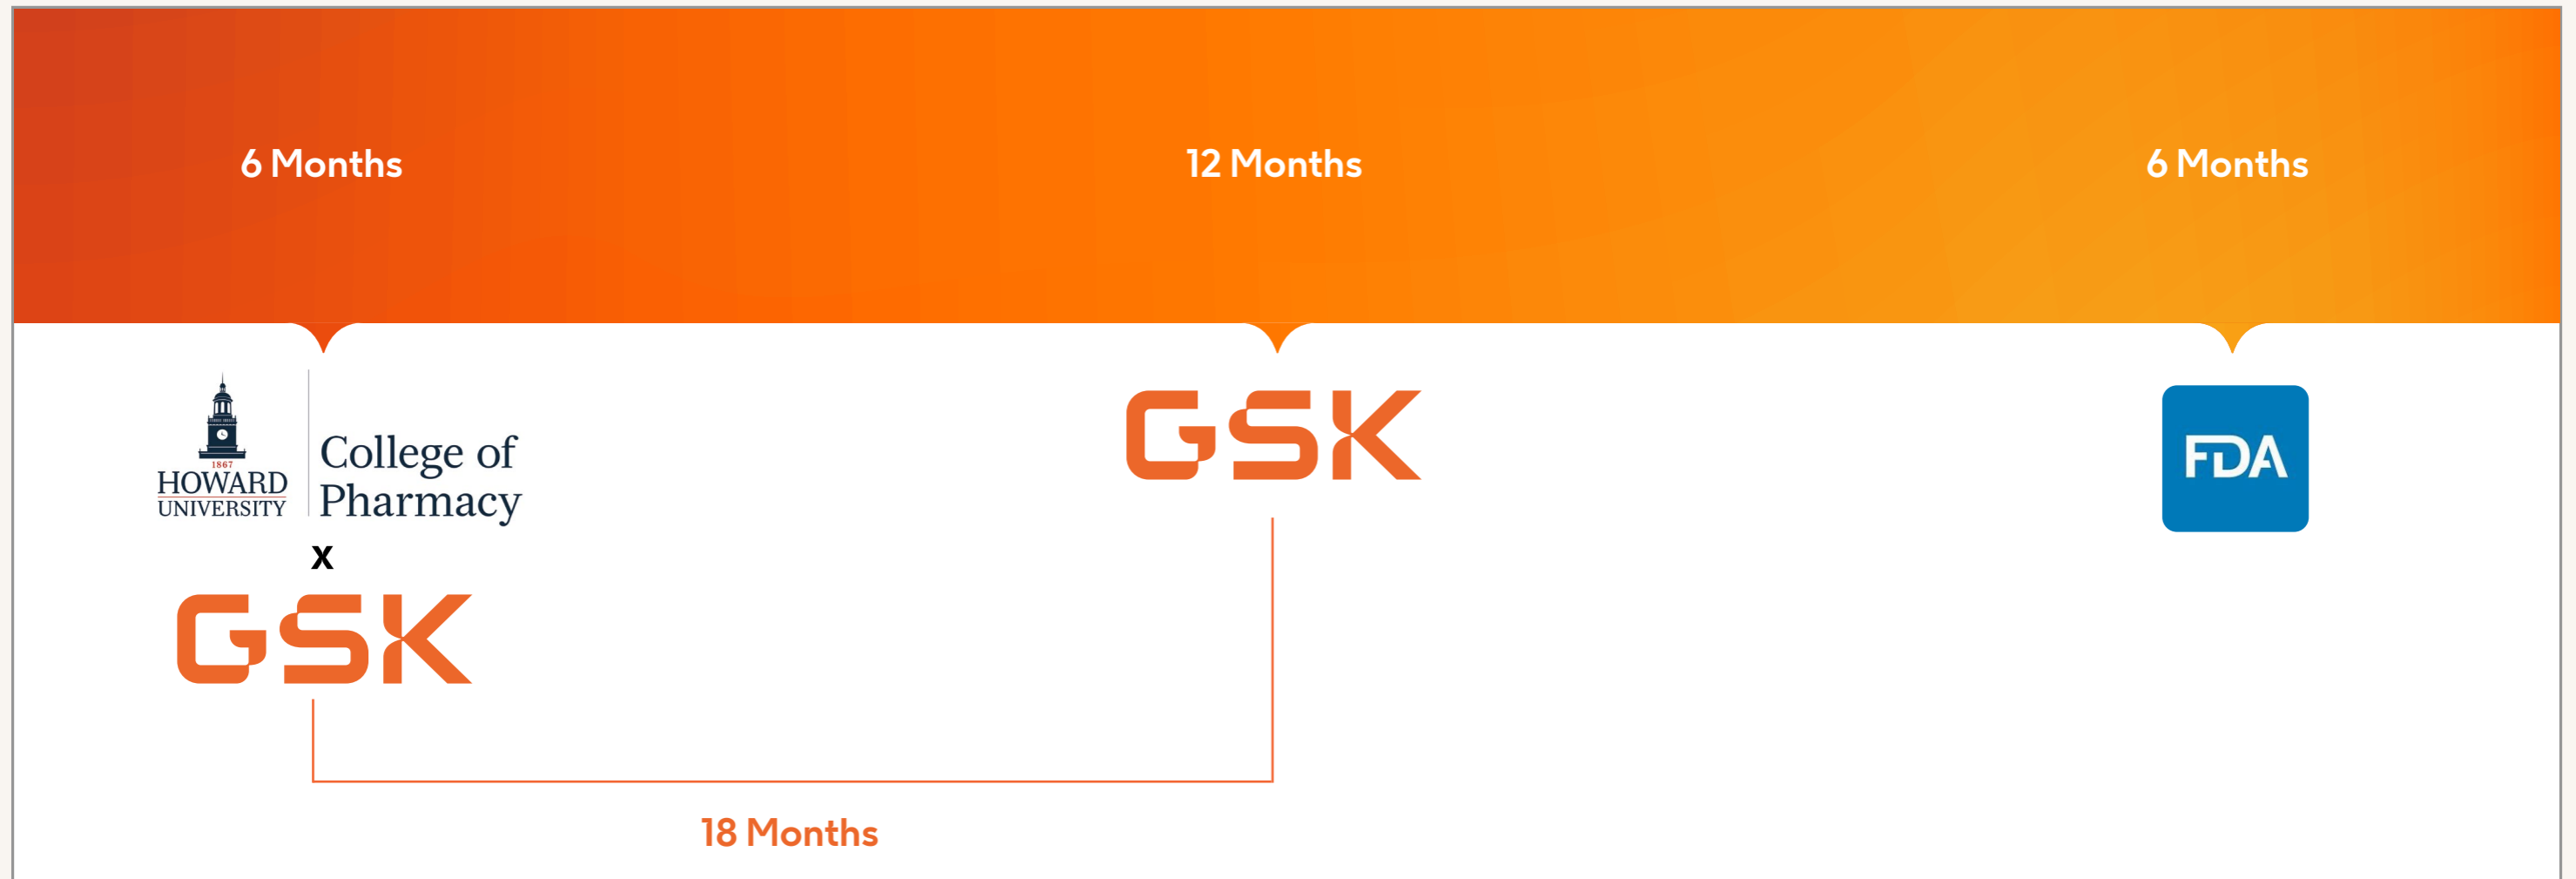 6 Months
12 Months
6 Months
1867
HOWARD
UNIVERSITY
College of
Pharmacy
x
GSK
GSK
FDA
18 Months